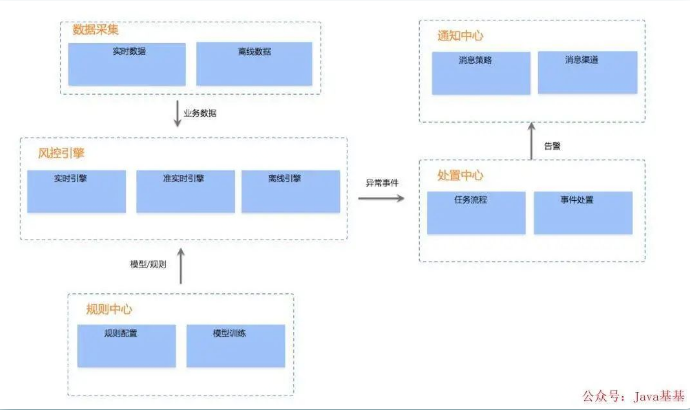 数据采集
实时数据 离线数据
业务数据
风控引擎
实时引擎 准实时引擎 离线引擎
模型/规则
规则中心
规则配置 模型训练
异常事件
通知中心
消息策略 消息渠道
告警
处置中心
任务流程 事件处置
公众号：Java基基